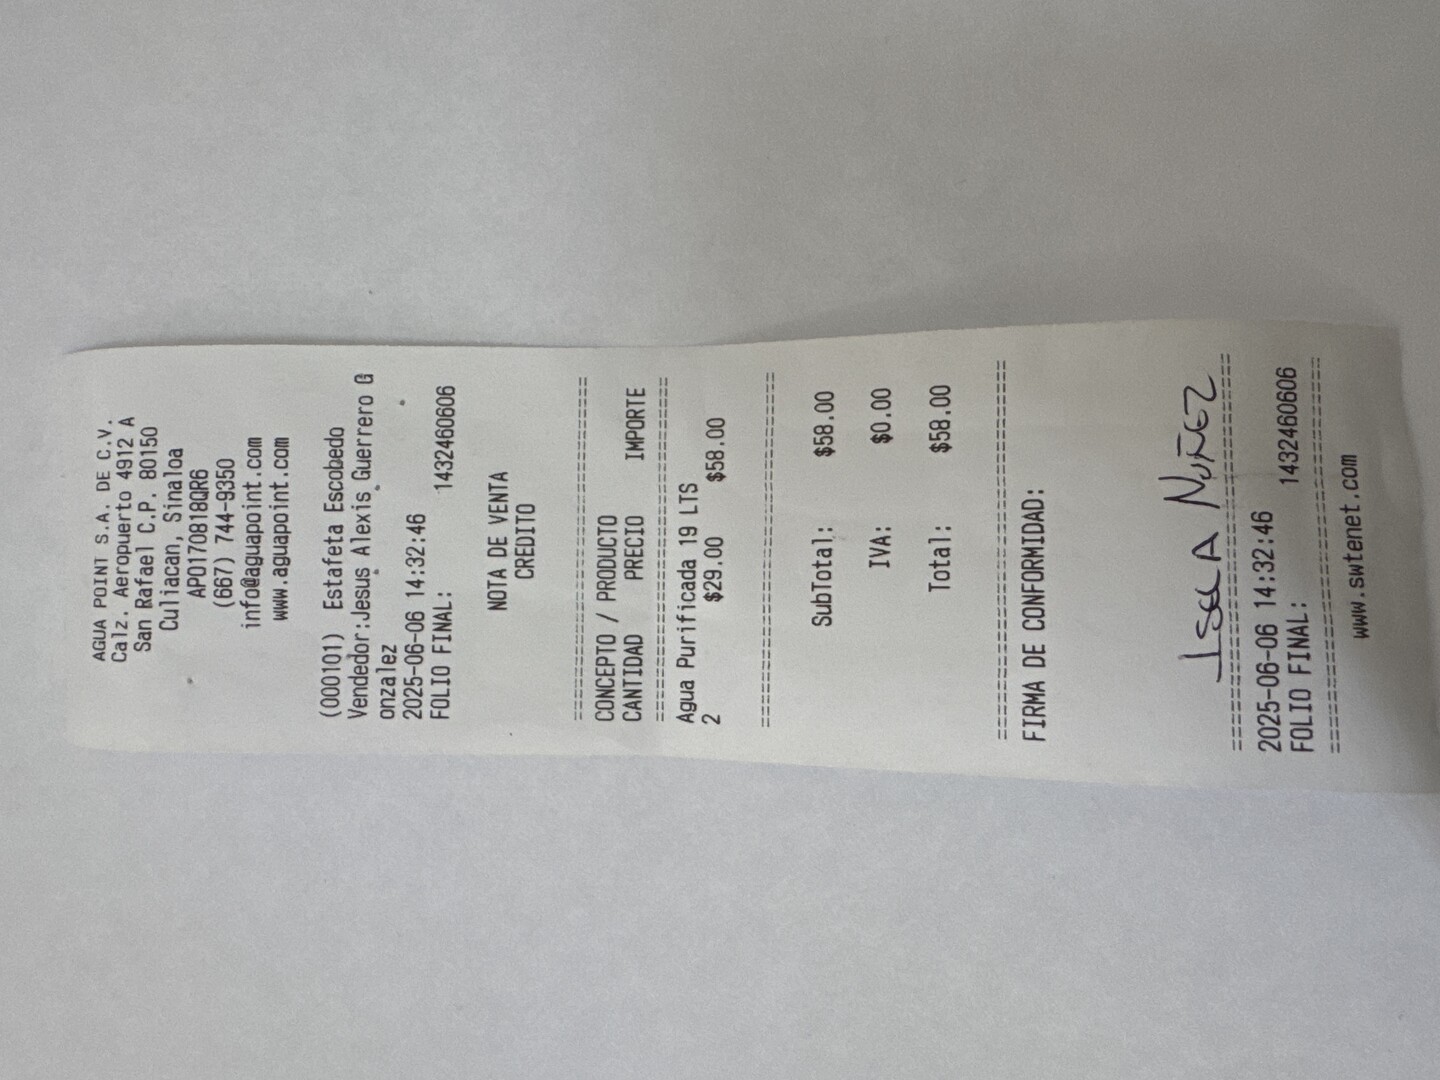 AGUA POINT S.A. DE C.V.
Calz. Aeropuerto 4912 A
San Rafael C.P. 80150
Culiacan, Sinaloa
APO170818QR6
(667) 744-9350
info@aguapoint.com
www.aguapoint.com
(000101) Estafeta Escobedo
Vendedor:Jesus Alexis Guerrero G
onzalez
2025-06-06 14:32:46
FOLIO FINAL: 1432460606
NOTA DE VENTA
CREDITO
CONCEPTO / PRODUCTO
CANTIDAD PRECIO IMPORTE
Agua Purificada 19 LTS
2 $29.00 $58.00
SubTotal: $58.00
IVA: $0.00
Total: $58.00
FIRMA DE CONFORMIDAD:
ISELA NUÑEZ
2025-06-06 14:32:46
FOLIO FINAL: 1432460606
www.swtenet.com